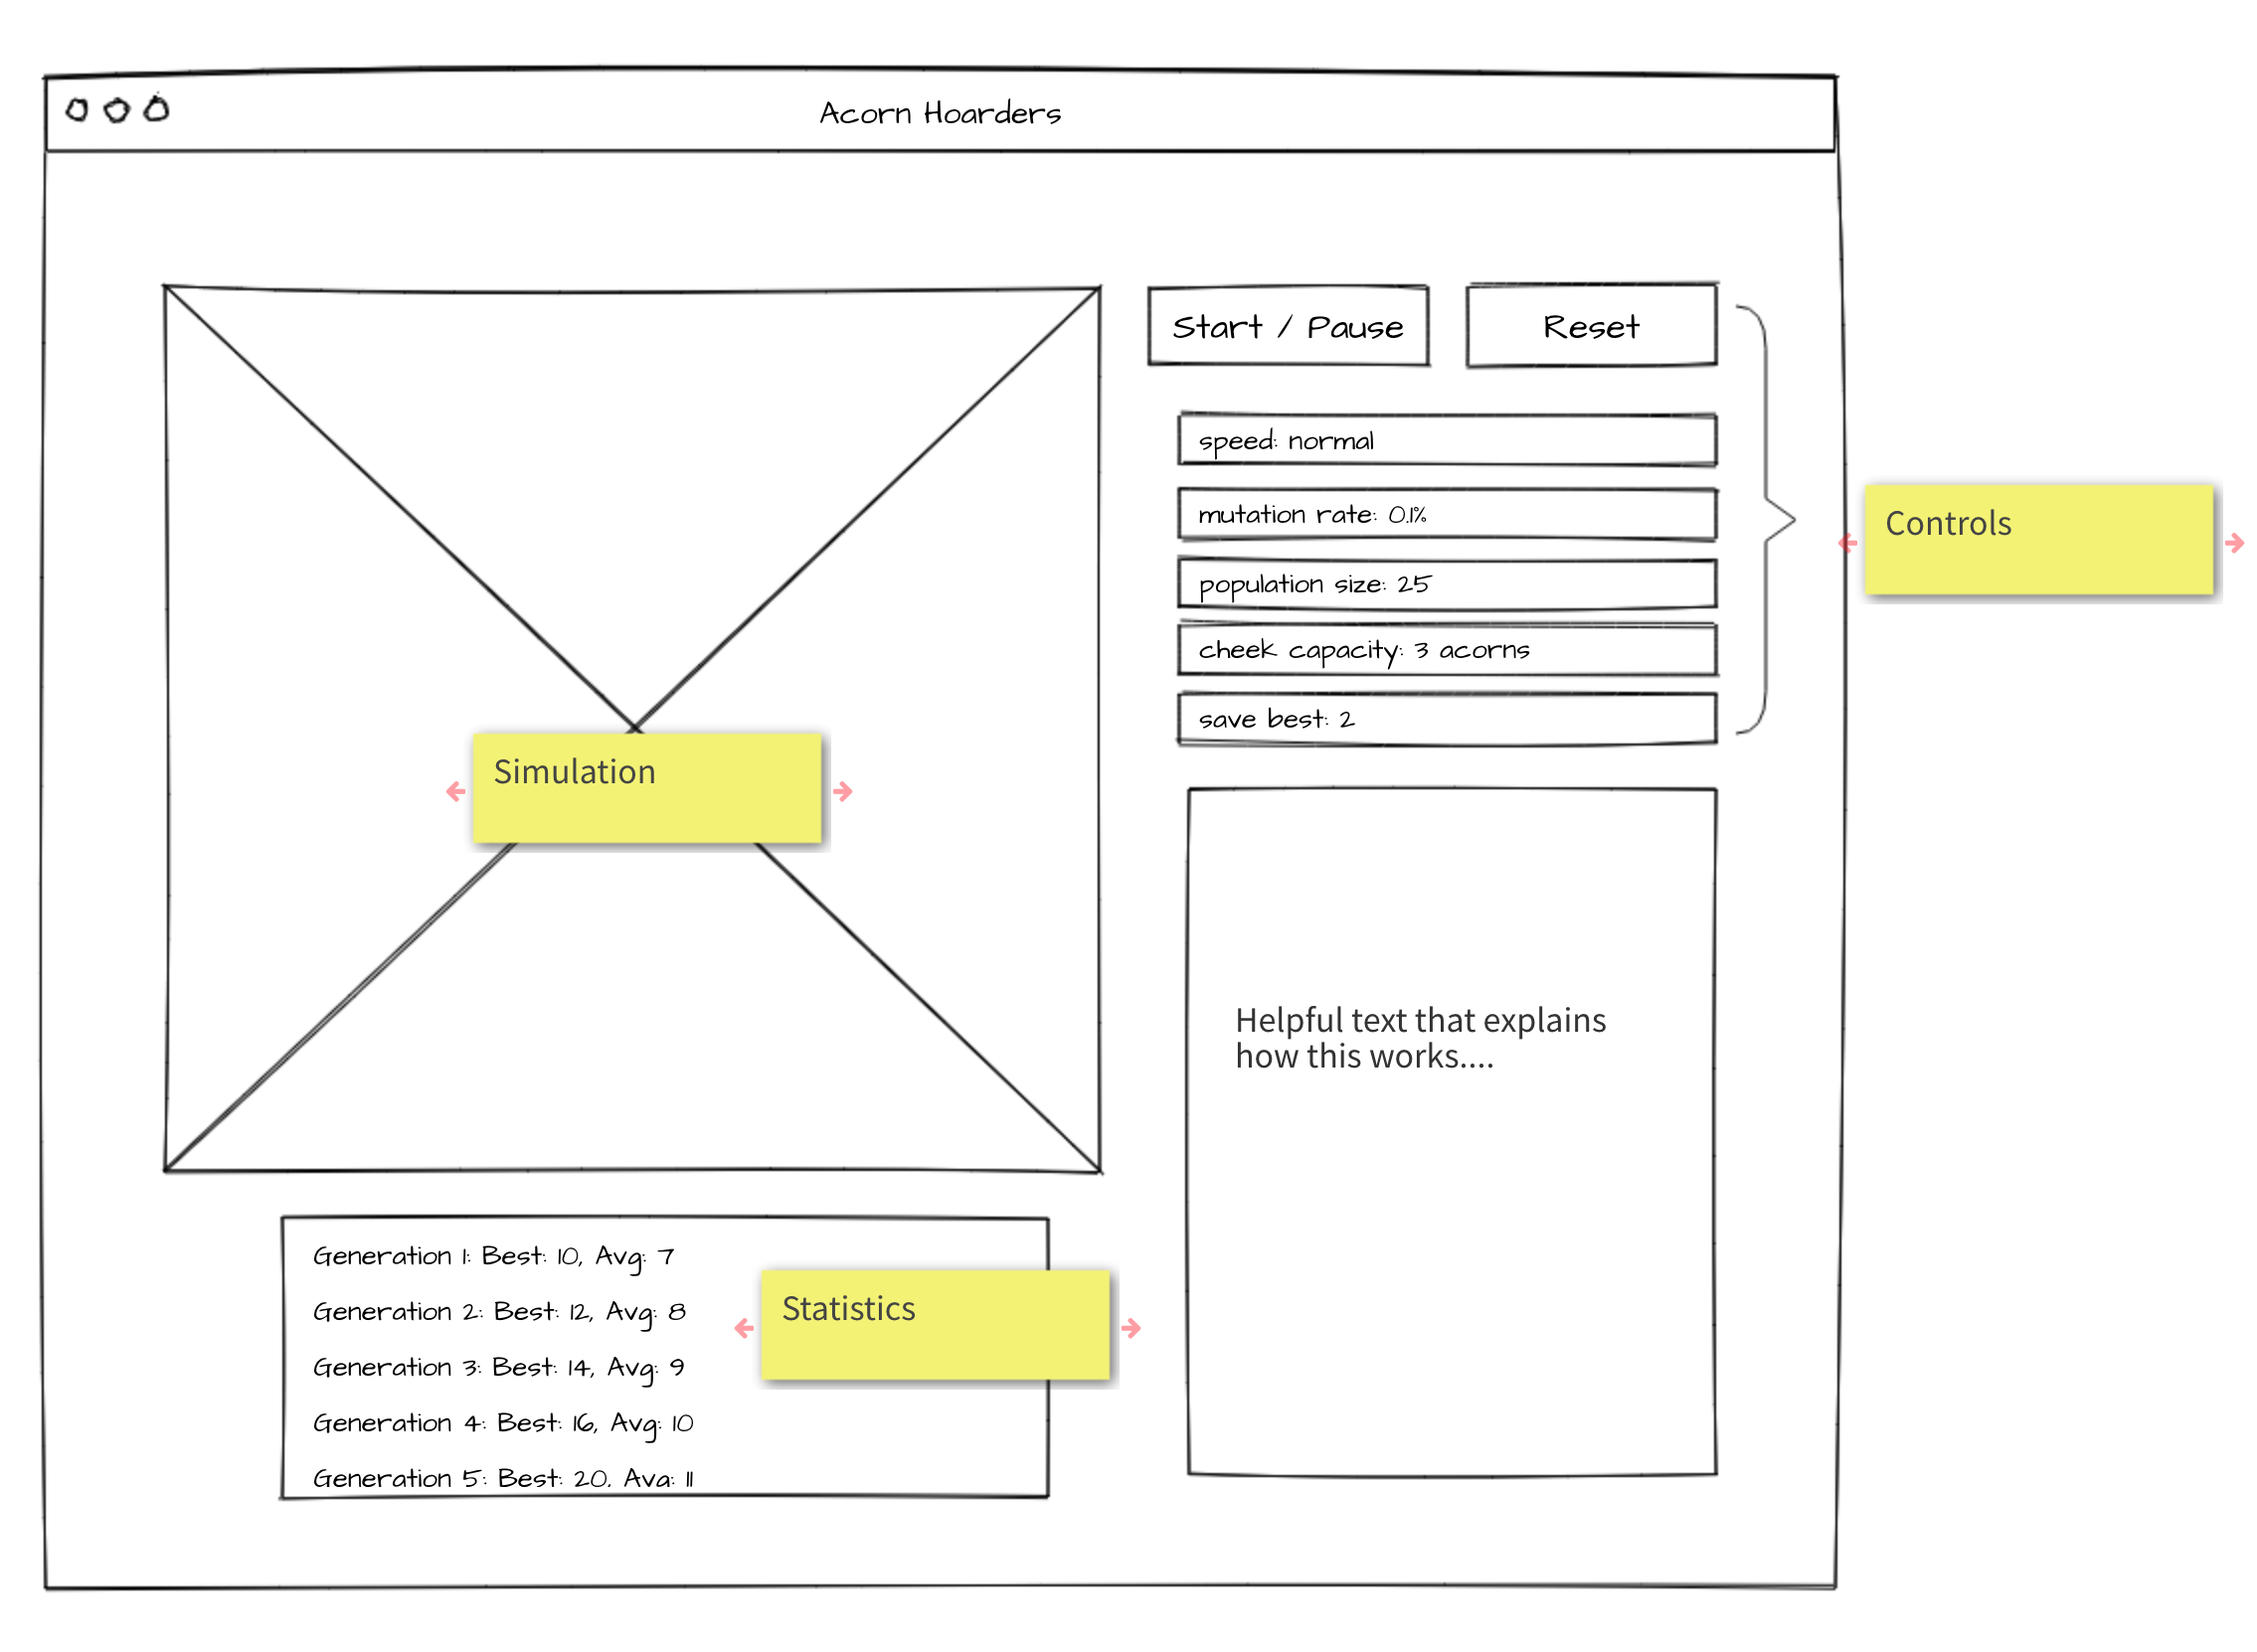 Acorn Hoarders
Start / Pause
Reset
speed: normal
mutation rate: 0.1%
population size: 25
cheek capacity: 3 acorns
save best: 2
Controls
Simulation
Helpful text that explains
how this works....
Generation 1: Best: 10, Avg: 7
Generation 2: Best: 12, Avg: 8
Generation 3: Best: 14, Avg: 9
Generation 4: Best: 16, Avg: 10
Generation 5: Best: 20, Avg: 11
Statistics